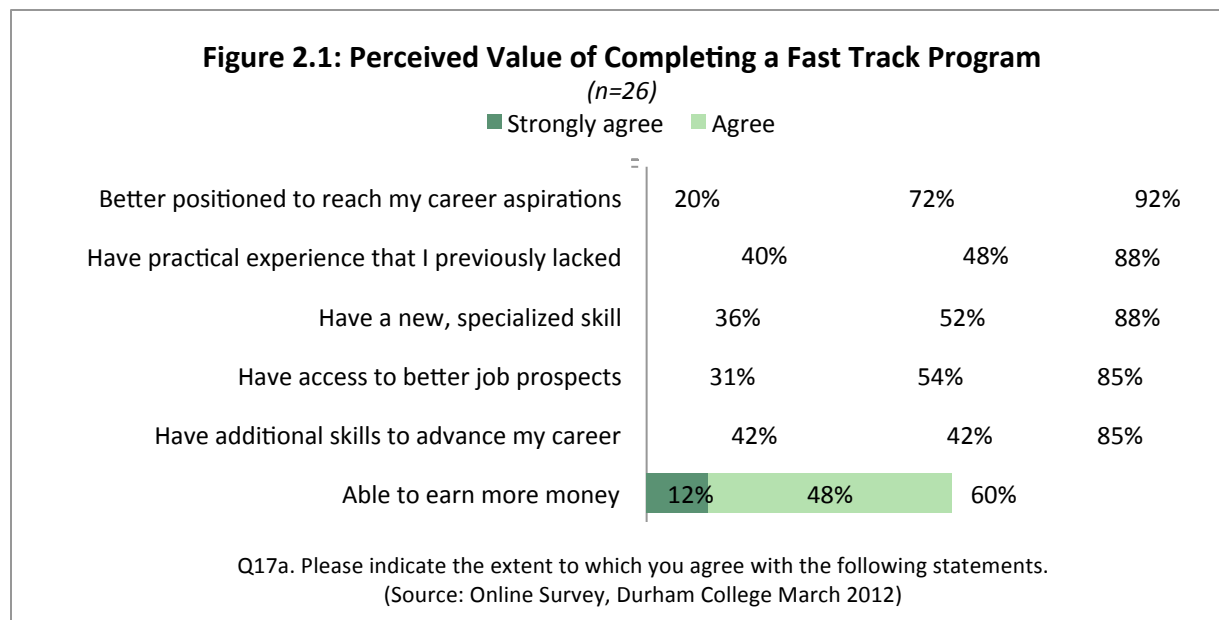 Figure 2.1: Perceived Value of Completing a Fast Track Program
(n=26)
Strongly agree Agree
Better positioned to reach my career aspirations 20% 72% 92%
Have practical experience that I previously lacked 40% 48% 88%
Have a new, specialized skill 36% 52% 88%
Have access to better job prospects 31% 54% 85%
Have additional skills to advance my career 42% 42% 85%
Able to earn more money 12% 48% 60%
Q17a. Please indicate the extent to which you agree with the following statements.
(Source: Online Survey, Durham College March 2012)